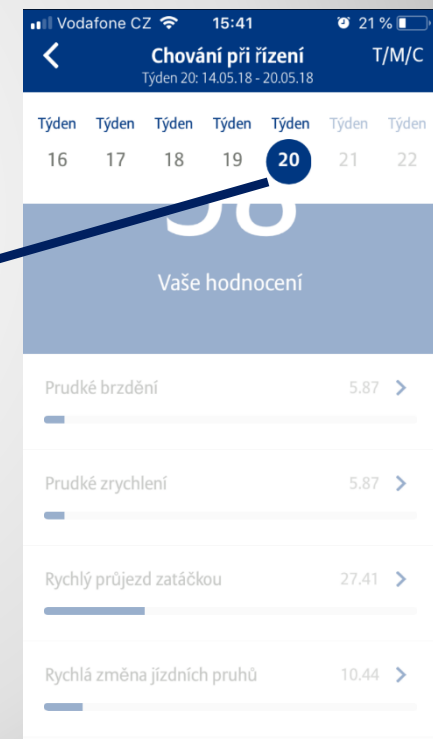 Vodafone CZ 15:41 21 %
Chování při řízení T/M/C
Týden 20: 14.05.18 - 20.05.18
Týden Týden Týden Týden Týden Týden Týden
16 17 18 19 20 21 22
Vaše hodnocení
Prudké brzdění 5.87
Prudké zrychlení 5.87
Rychlý průjezd zatáčkou 27.41
Rychlá změna jízdních pruhů 10.44